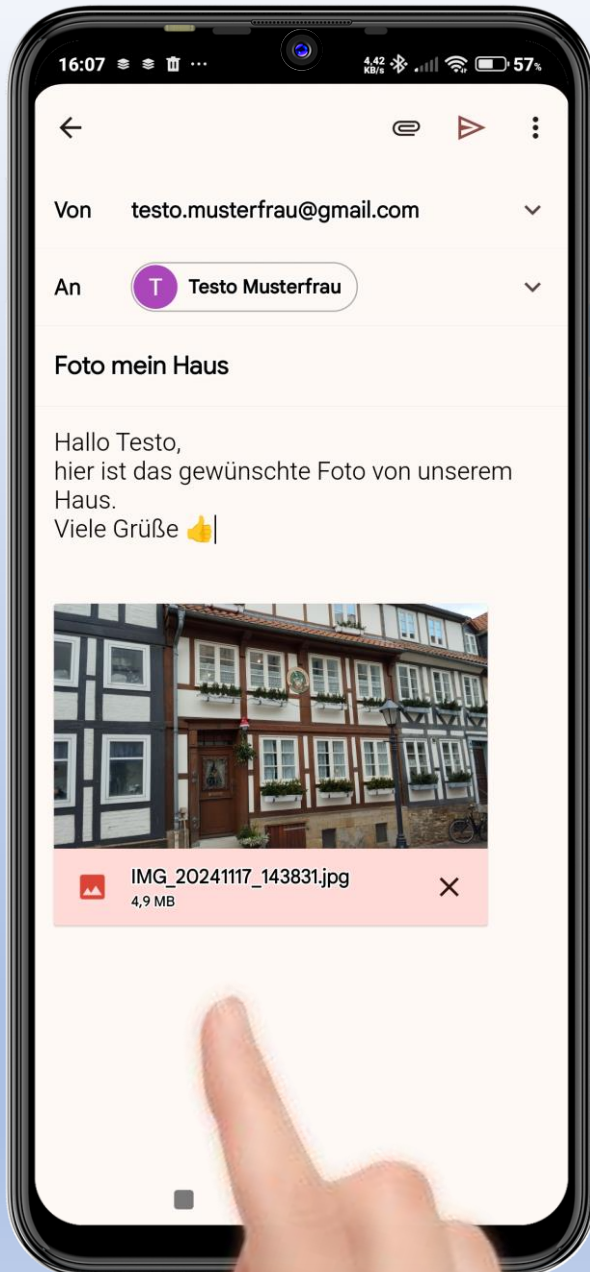 16:07 ... 4,42 KB/s 57%
Von testo.musterfrau@gmail.com
An T Testo Musterfrau
Foto mein Haus
Hallo Testo,
hier ist das gewünschte Foto von unserem
Haus.
Viele Grüße 👍
IMG_20241117_143831.jpg
4,9 MB